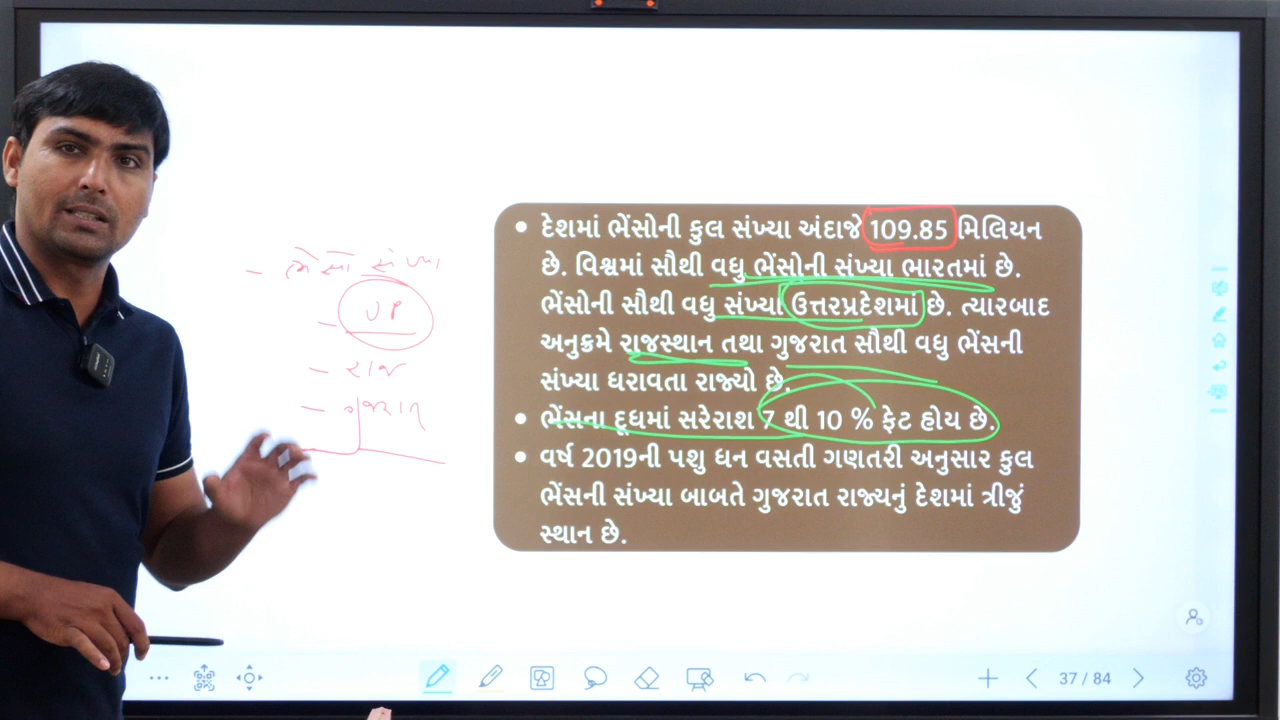 - ભેંસો સંખ્યા
- UP
- રાજ
- ગુજરાત
• દેશમાં ભેંસોની કુલ સંખ્યા અંદાજે 109.85 મિલિયન
છે. વિશ્વમાં સૌથી વધુ ભેંસોની સંખ્યા ભારતમાં છે.
ભેંસોની સૌથી વધુ સંખ્યા ઉત્તરપ્રદેશમાં છે. ત્યારબાદ
અનુક્રમે રાજસ્થાન તથા ગુજરાત સૌથી વધુ ભેંસની
સંખ્યા ધરાવતા રાજ્યો છે.
• ભેંસના દૂધમાં સરેરાશ 7 થી 10 % ફેટ હોય છે.
• વર્ષ 2019ની પશુ ધન વસતી ગણતરી અનુસાર કુલ
ભેંસની સંખ્યા બાબતે ગુજરાત રાજ્યનું દેશમાં ત્રીજું
સ્થાન છે.
37 / 84